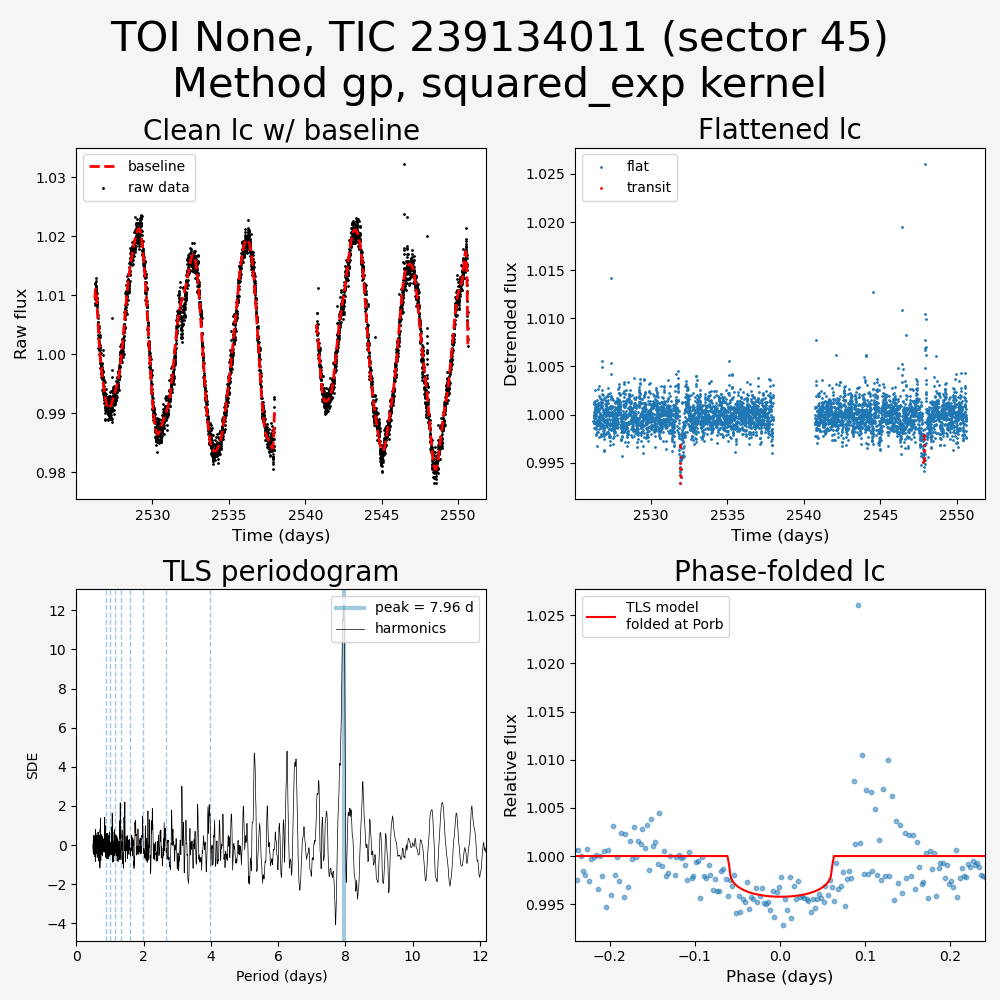 TOI None, TIC 239134011 (sector 45)
Method gp, squared_exp kernel
Clean lc w/ baseline
baseline
raw data
1.03
1.02
1.01
1.00
0.99
0.98
Raw flux
2530
2535
2540
2545
2550
Time (days)
Flattened lc
flat
transit
1.025
1.020
1.015
1.010
1.005
1.000
0.995
Detrended flux
2530
2535
2540
2545
2550
Time (days)
TLS periodogram
peak = 7.96 d
harmonics
12
10
8
6
4
2
0
−2
−4
SDE
0
2
4
6
8
10
12
Period (days)
Phase-folded lc
TLS model
folded at Porb
1.025
1.020
1.015
1.010
1.005
1.000
0.995
Relative flux
−0.2
−0.1
0.0
0.1
0.2
Phase (days)